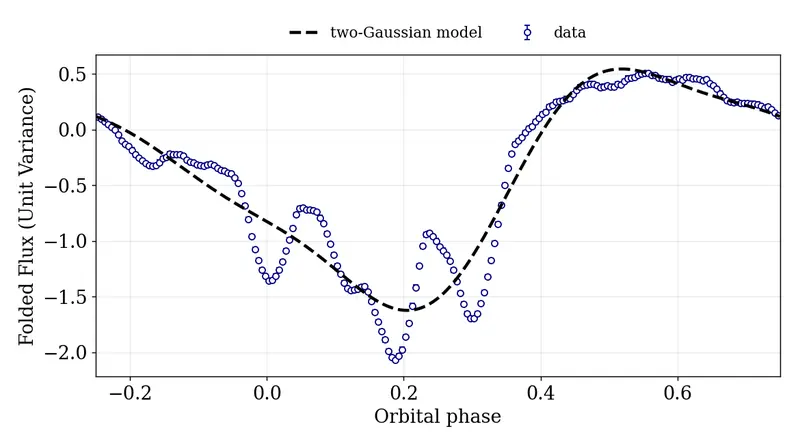 two-Gaussian model
data
Folded Flux (Unit Variance)
0.5
0.0
−0.5
−1.0
−1.5
−2.0
−0.2
0.0
0.2
0.4
0.6
Orbital phase